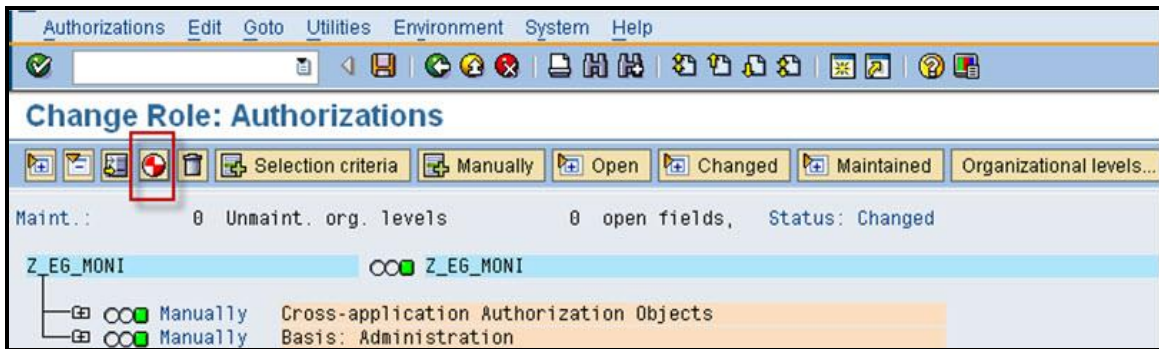 Authorizations Edit Goto Utilities Environment System Help
Change Role: Authorizations
Selection criteria Manually Open Changed Maintained Organizational levels...
Maint.: 0 Unmaint. org. levels 0 open fields, Status: Changed
Z_EG_MONI Z_EG_MONI
Manually Cross-application Authorization Objects
Manually Basis: Administration